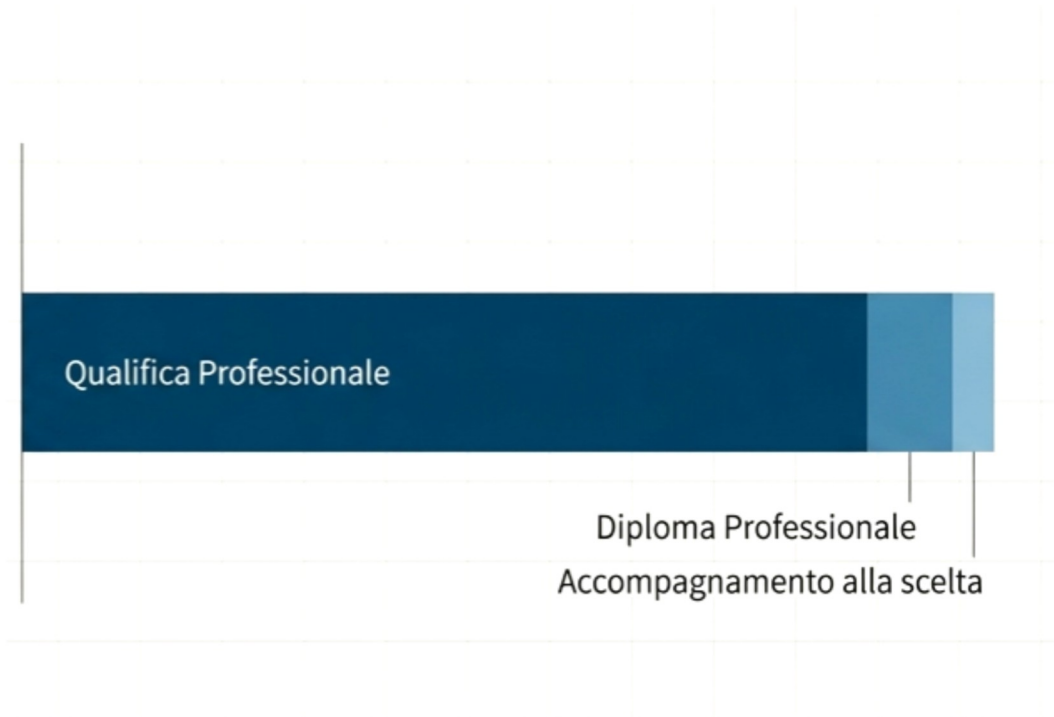 Qualifica Professionale
Diploma Professionale
Accompagnamento alla scelta